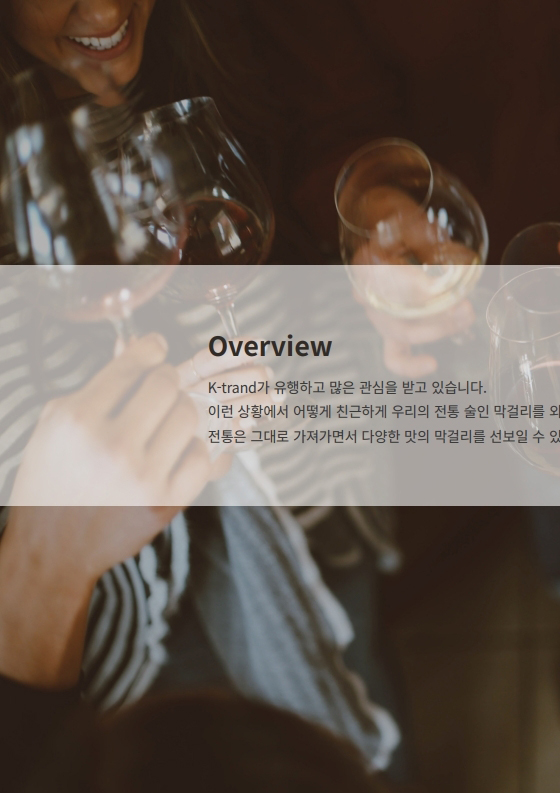 Overview
K-trand가 유행하고 많은 관심을 받고 있습니다.
이런 상황에서 어떻게 친근하게 우리의 전통 술인 막걸리를
전통은 그대로 가져가면서 다양한 맛의 막걸리를 선보일 수